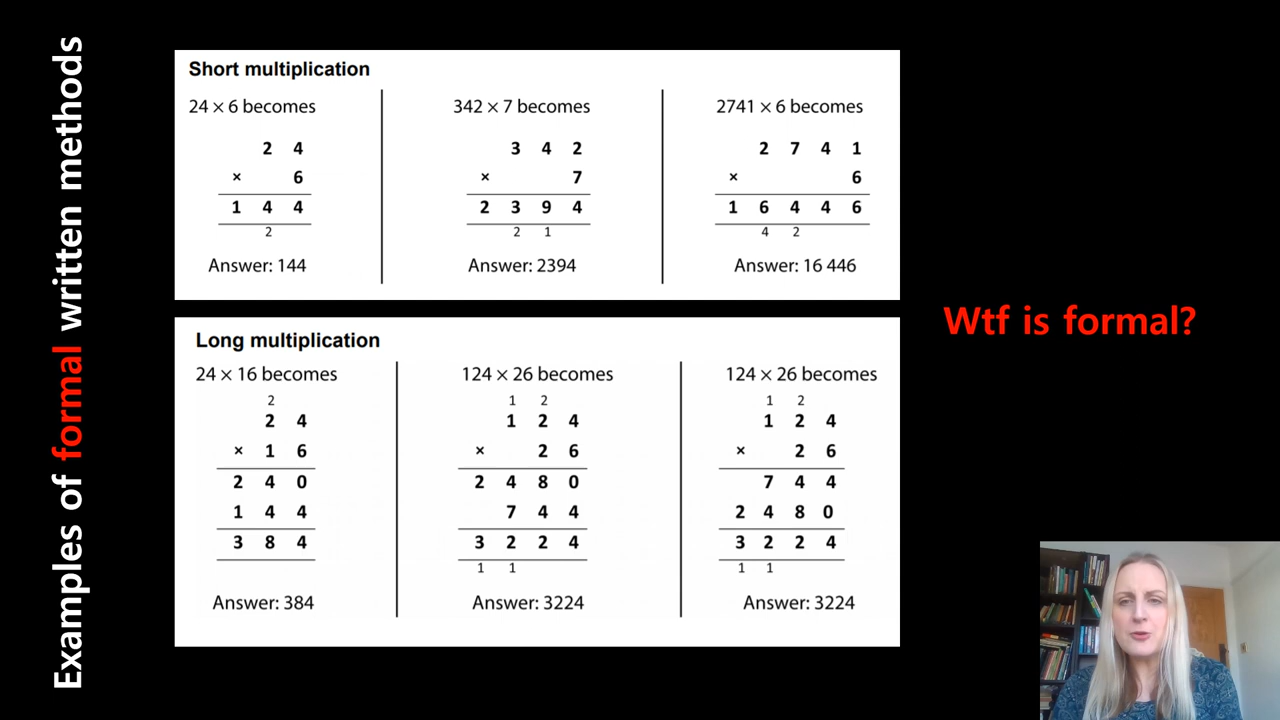 Examples of formal written methods
Short multiplication
24 × 6 becomes
2 4
× 6
1 4 4
2
Answer: 144
342 × 7 becomes
3 4 2
× 7
2 3 9 4
2 1
Answer: 2394
2741 × 6 becomes
2 7 4 1
× 6
1 6 4 4 6
4 2
Answer: 16 446
Long multiplication
24 × 16 becomes
2
2 4
× 1 6
2 4 0
1 4 4
3 8 4
Answer: 384
124 × 26 becomes
1 2
1 2 4
× 2 6
2 4 8 0
7 4 4
3 2 2 4
1 1
Answer: 3224
124 × 26 becomes
1 2
1 2 4
× 2 6
7 4 4
2 4 8 0
3 2 2 4
1 1
Answer: 3224
Wtf is formal?